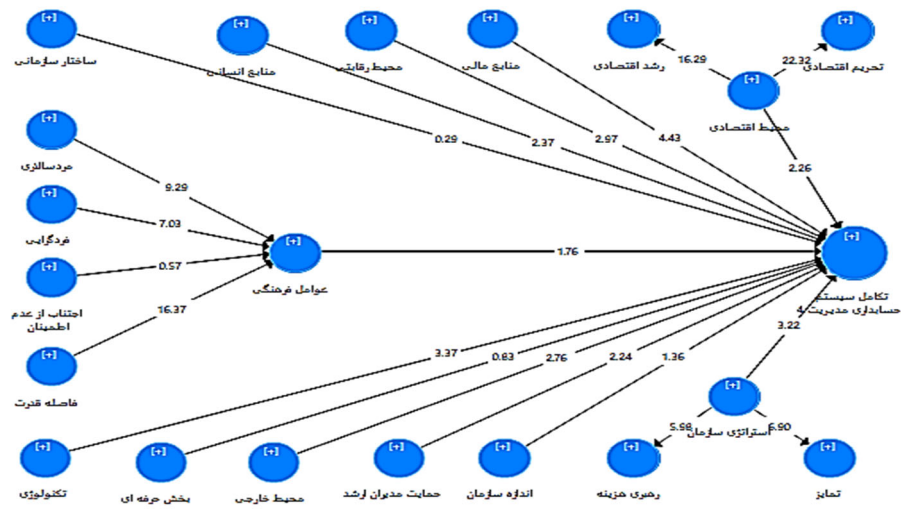 [+] [+] [+] [+] [+] [+]
ساختار سازمانی
منابع انسانی
محیط رقابتی
منابع مالی
رشد اقتصادی
تحریم اقتصادی
16.29
22.32
[+]
محیط اقتصادی
[+]
مردسالاری
0.29
2.37
2.97
4.43
2.26
9.29
[+]
فردگرایی
7.03
[+]
عوامل فرهنگی
1.76
[+]
تکامل سیستم
حسابداری مدیریت 4
[+]
اجتناب از عدم
اطمینان
0.57
16.37
[+]
فاصله قدرت
3.37
0.83
2.76
2.24
1.36
3.22
[+]
استراتژی سازمان
5.98
6.90
[+] [+] [+] [+] [+] [+] [+]
تکنولوژی
بخش حرفه ای
محیط خارجی
حمایت مدیران ارشد
اندازه سازمان
رهبری هزینه
تمایز